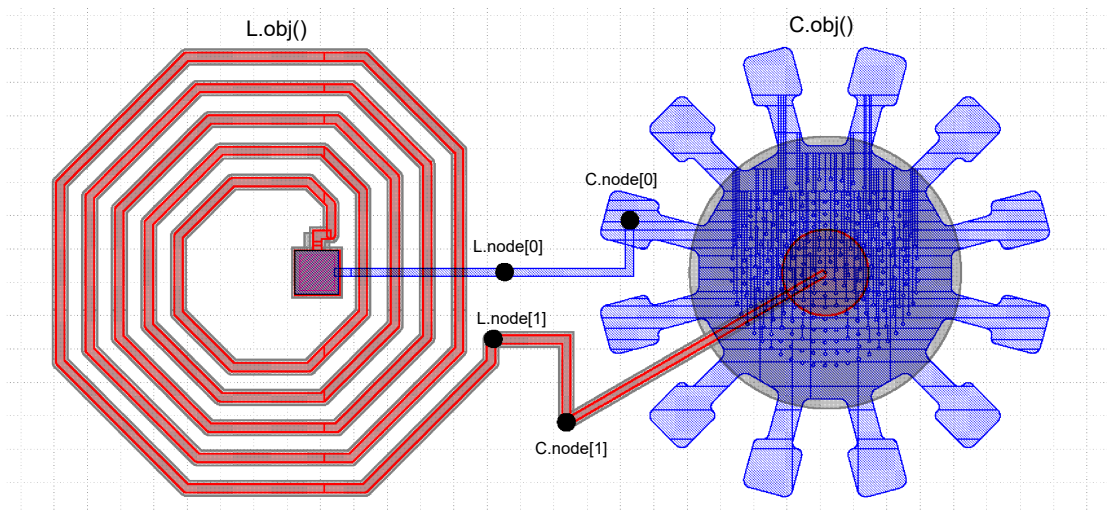 L.obj()
C.obj()
C.node[0]
L.node[0]
L.node[1]
C.node[1]